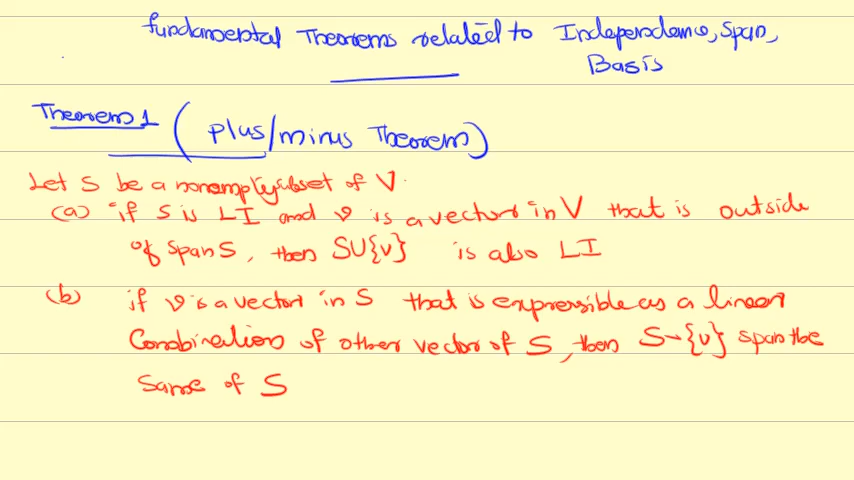 fundamental Theorems related to Independence, Span,
Basis
Theorem 1 (plus/minus Theorem)
Let S be a nonempty subset of V.
(a) if S is LI and v is a vector in V that is outside
of span S, then SU{v} is also LI
(b) if v is a vector in S that is expressible as a linear
Combination of other vector of S, then S-{v} span the
Same of S